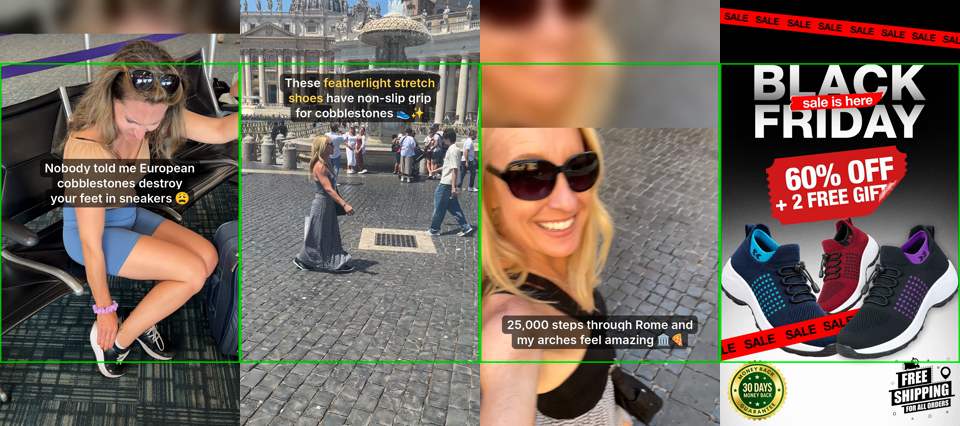 Nobody told me European
cobblestones destroy
your feet in sneakers 😩
These featherlight stretch
shoes have non-slip grip
for cobblestones 👟✨
25,000 steps through Rome and
my arches feel amazing 🏛️🍕
SALE SALE SALE SALE SALE SALE SALE SALE
BLACK
sale is here
FRIDAY
60% OFF
+ 2 FREE GIFT
SALE SALE SALE SALE
MONEY BACK
30 DAYS
MONEY BACK
GUARANTEE
FREE
SHIPPING
FOR ALL ORDERS